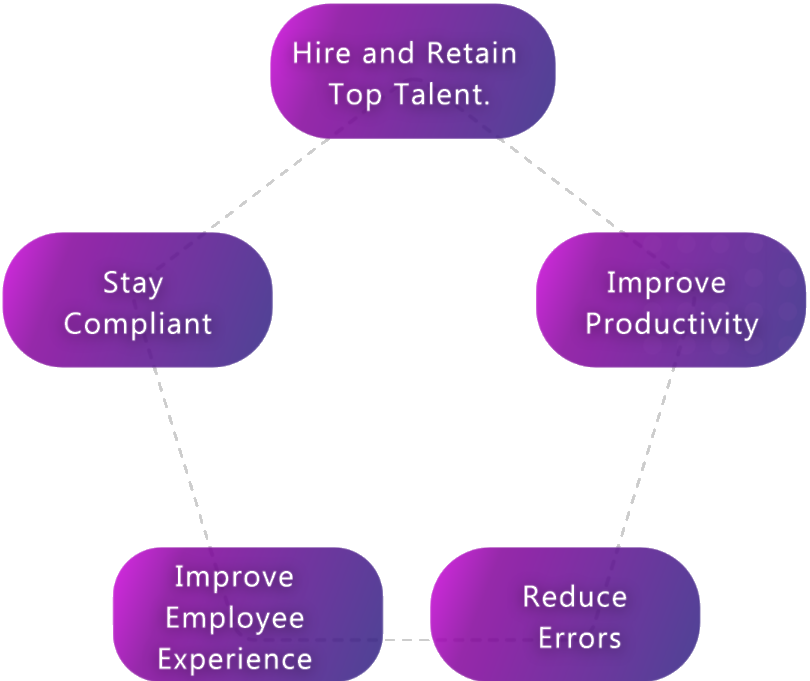 Hire and Retain
Top Talent.
Stay
Compliant
Improve
Productivity
Improve
Employee
Experience
Reduce
Errors